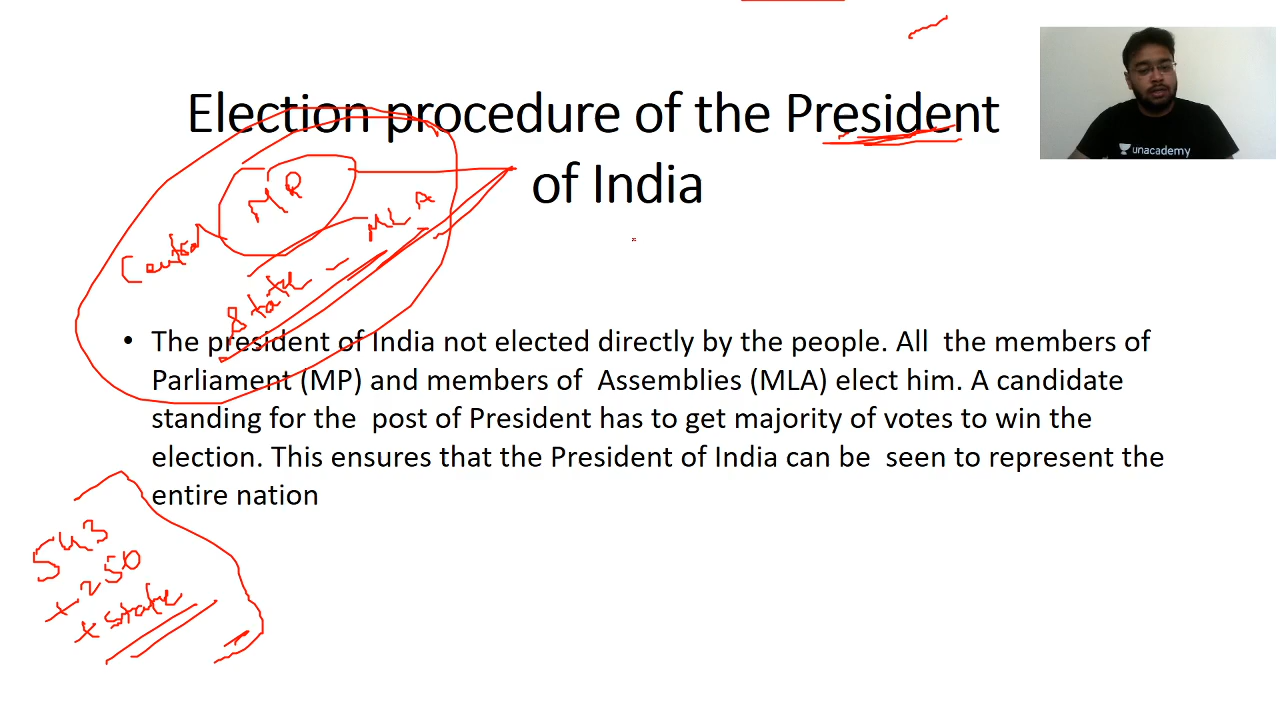 Election procedure of the President
of India
unacademy
MP
MLA
Central
State
• The president of India not elected directly by the people. All the members of
Parliament (MP) and members of Assemblies (MLA) elect him. A candidate
standing for the post of President has to get majority of votes to win the
election. This ensures that the President of India can be seen to represent the
entire nation
543
+250
+ state